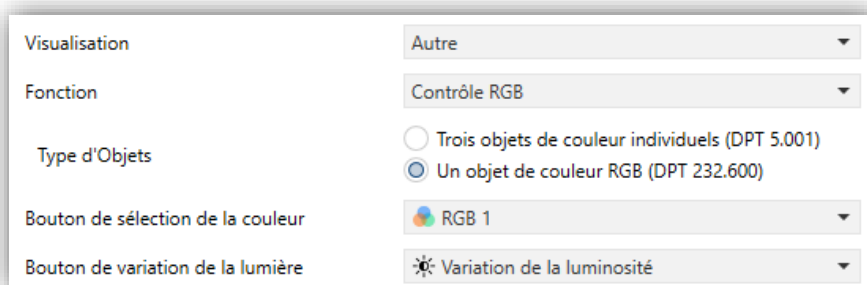 Visualisation Autre
Fonction Contrôle RGB
Type d'Objets
Trois objets de couleur individuels (DPT 5.001)
Un objet de couleur RGB (DPT 232.600)
Bouton de sélection de la couleur RGB 1
Bouton de variation de la lumière Variation de la luminosité